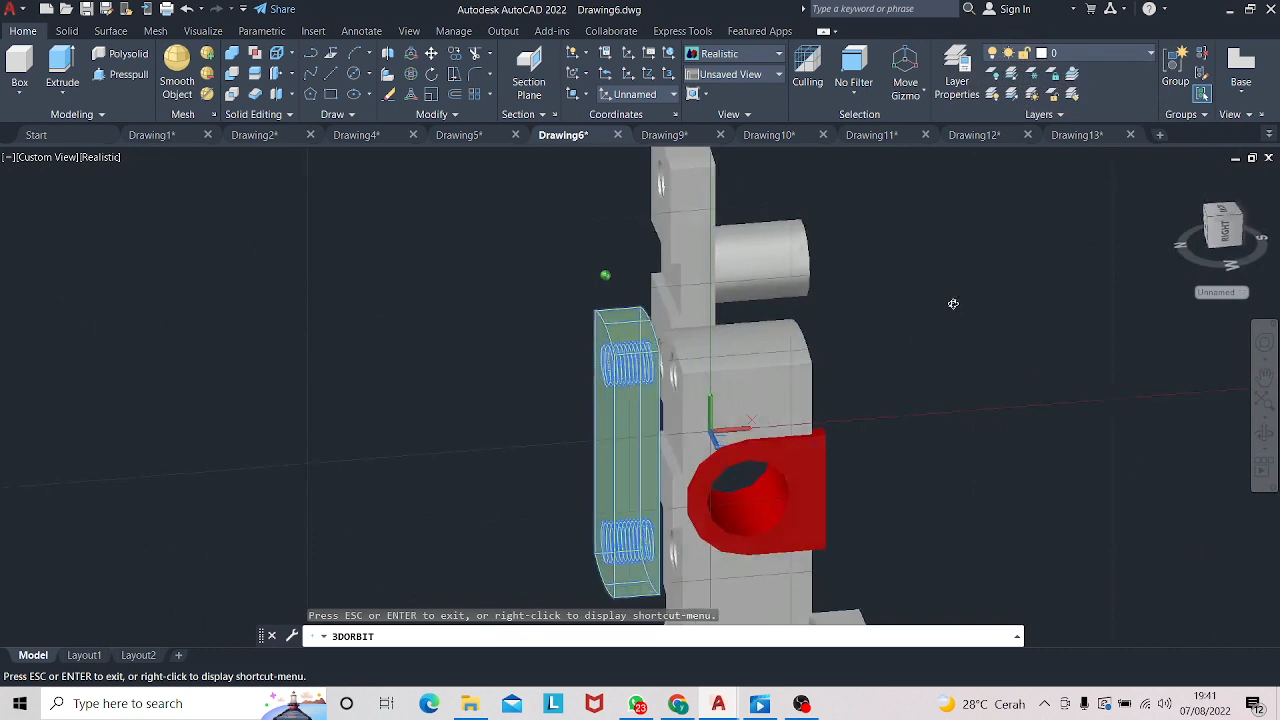 Share
Autodesk AutoCAD 2022 Drawing6.dwg
Type a keyword or phrase
Sign In
Home Solid Surface Mesh Visualize Parametric Insert Annotate View Manage Output Add-ins Collaborate Express Tools Featured Apps
Box
Extrude
Polysolid
Presspull
Smooth
Object
Section
Plane
Realistic
Unsaved View
Unnamed
Culling
No Filter
Move
Gizmo
Layer
Properties
0
Group
Base
Modeling Mesh Solid Editing Draw Modify Section Coordinates View Selection Layers Groups View
Start Drawing1* Drawing2* Drawing4* Drawing5* Drawing6* Drawing9* Drawing10* Drawing11* Drawing12* Drawing13*
[−][Custom View][Realistic]
RIGHT
N
S
W
Unnamed
X
Press ESC or ENTER to exit, or right-click to display shortcut-menu.
3DORBIT
Model Layout1 Layout2
Press ESC or ENTER to exit, or right-click to display shortcut-menu.
Type here to search
L
23
A
28°C Cerah
19:41
07/08/2022
12